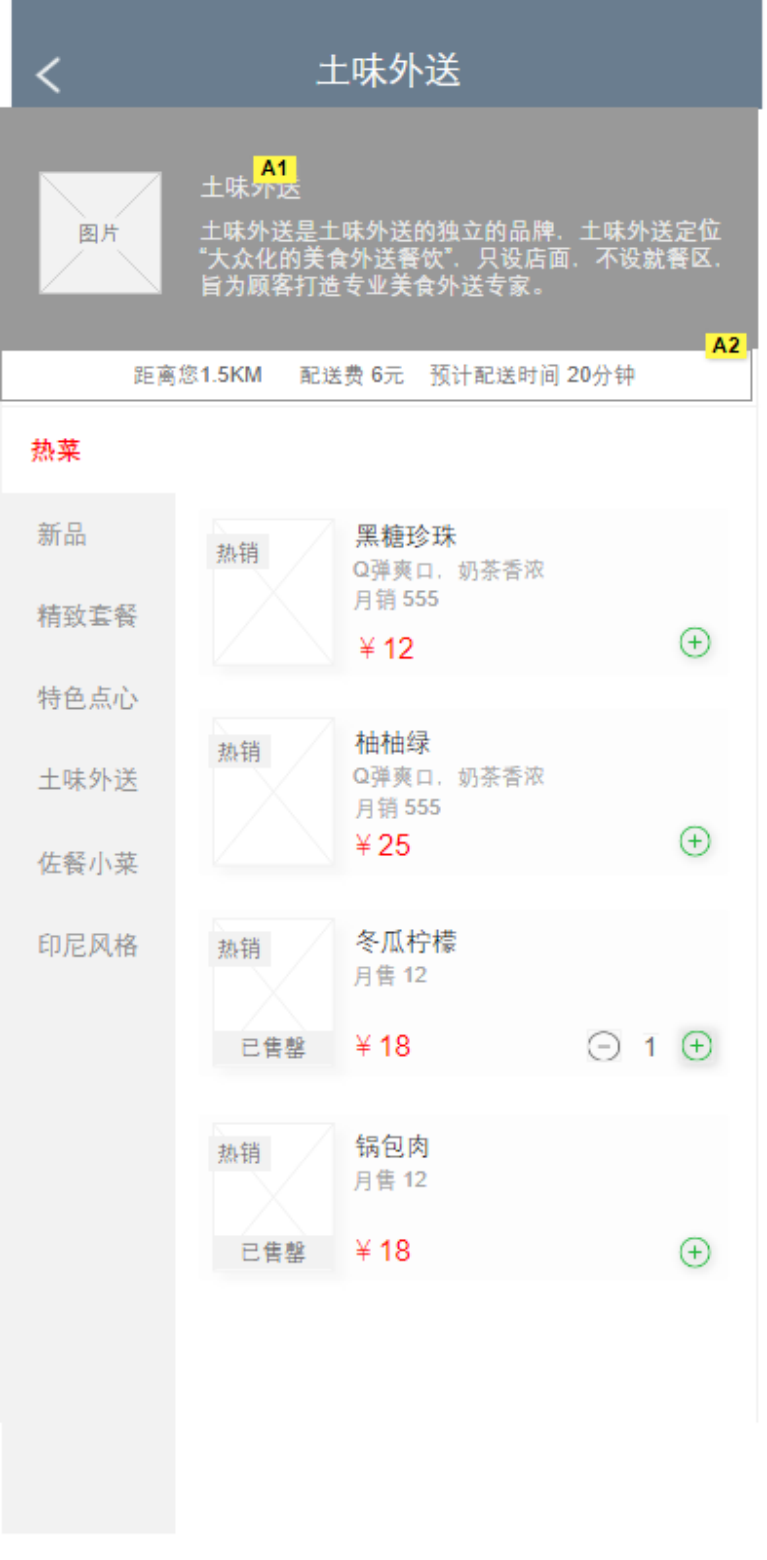 土味外送
A1
土味外送
图片
土味外送是土味外送的独立的品牌，土味外送定位
“大众化的美食外送餐饮”，只设店面，不设就餐区，
旨为顾客打造专业美食外送专家。
A2
距离您1.5KM 配送费 6元 预计配送时间 20分钟
热菜
新品
精致套餐
特色点心
土味外送
佐餐小菜
印尼风格
热销
黑糖珍珠
Q弹爽口，奶茶香浓
月销 555
¥ 12
热销
柚柚绿
Q弹爽口，奶茶香浓
月销 555
¥ 25
热销
冬瓜柠檬
月售 12
已售罄
¥ 18
1
热销
锅包肉
月售 12
已售罄
¥ 18